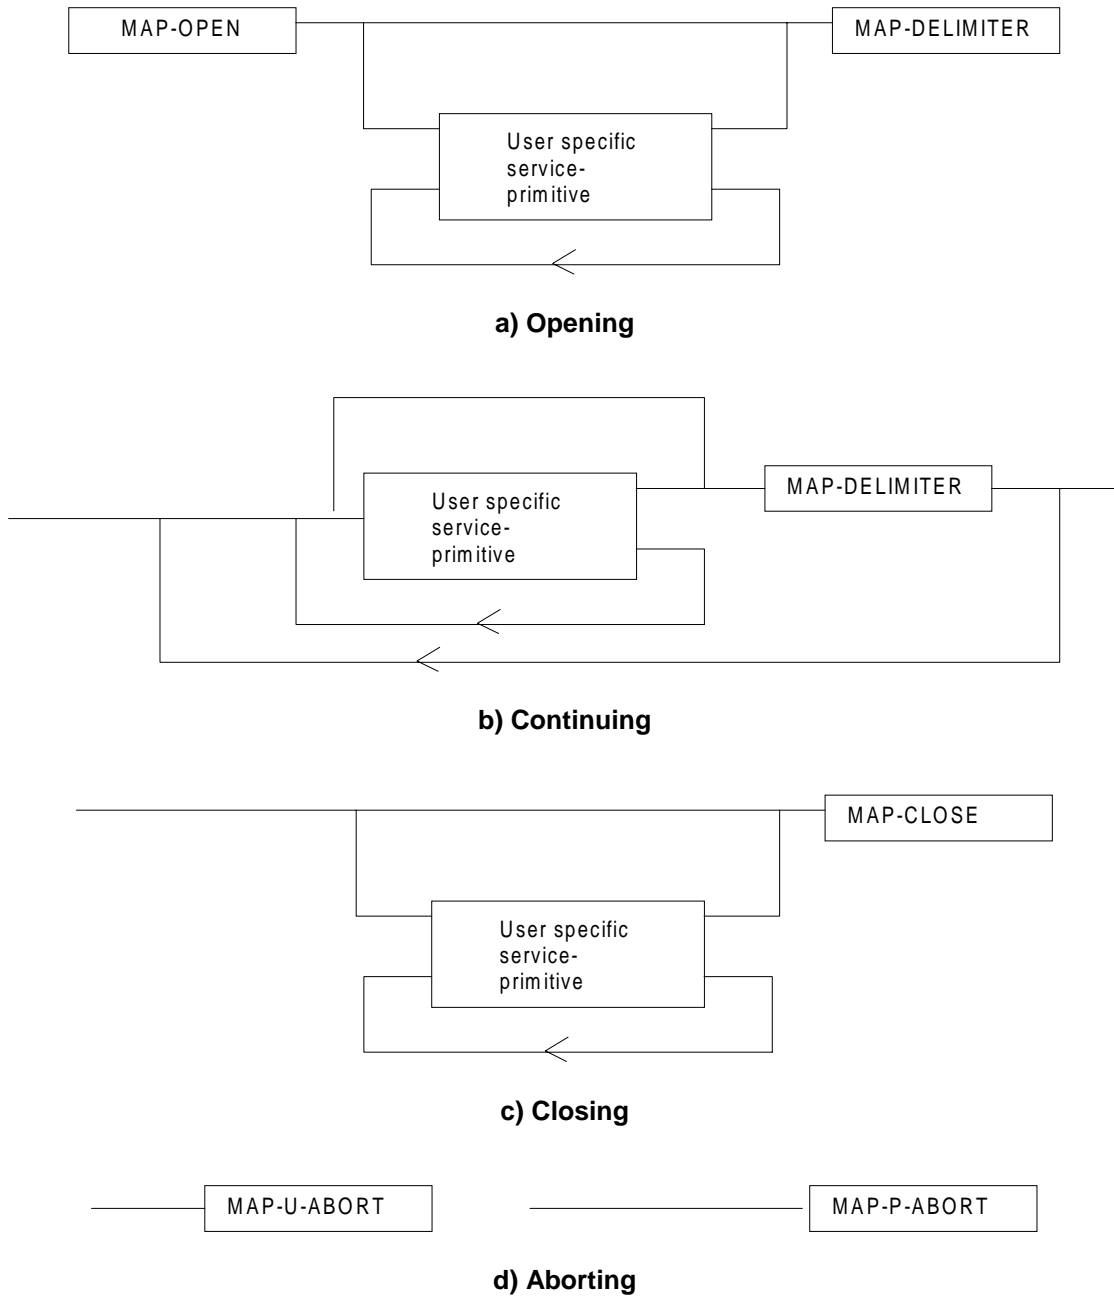 MAP-OPEN
MAP-DELIMITER
User specific
service-
primitive
a) Opening
MAP-DELIMITER
User specific
service-
primitive
b) Continuing
MAP-CLOSE
User specific
service-
primitive
c) Closing
MAP-U-ABORT
MAP-P-ABORT
d) Aborting